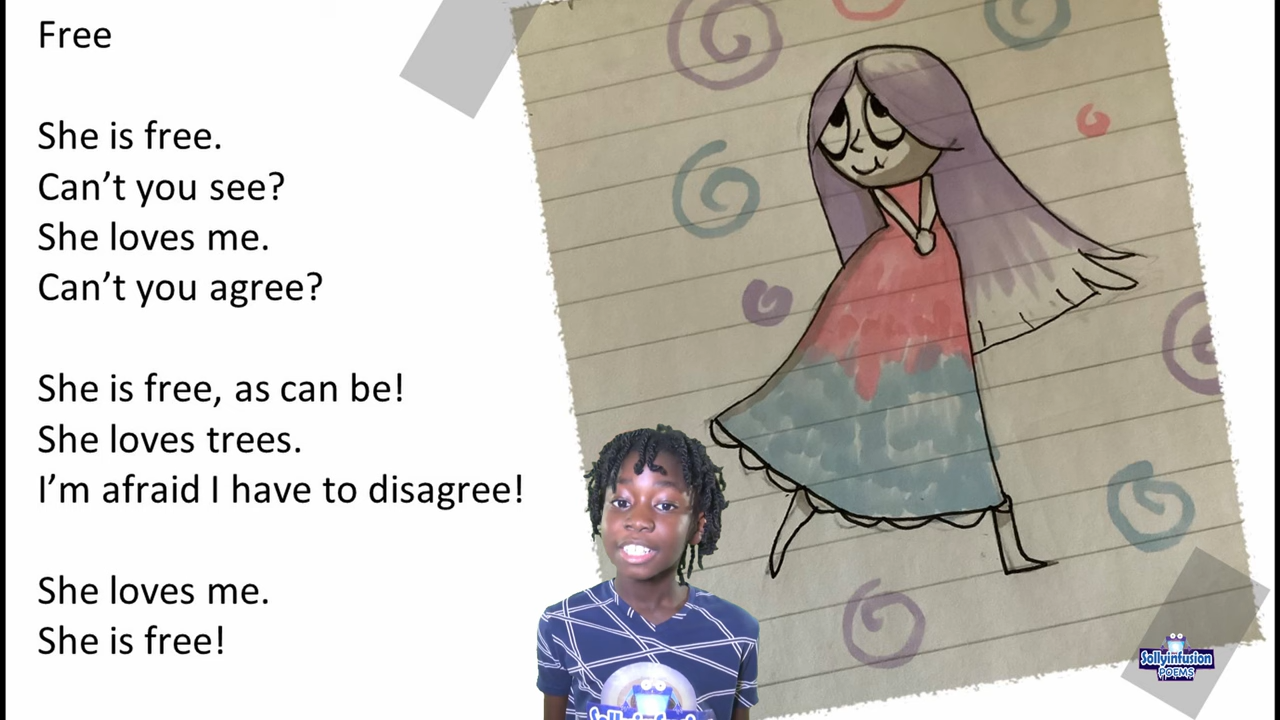 Free
She is free.
Can’t you see?
She loves me.
Can’t you agree?
She is free, as can be!
She loves trees.
I’m afraid I have to disagree!
She loves me.
She is free!
Sollyinfusion
POEMS